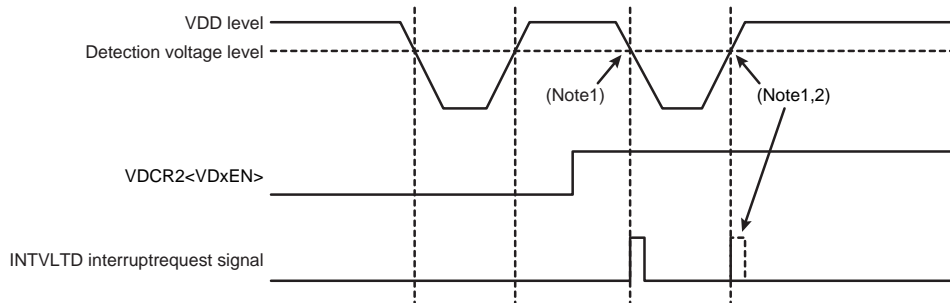 VDD level
Detection voltage level
(Note1)
(Note1,2)
VDCR2<VDxEN>
INTVLTD interruptrequest signal